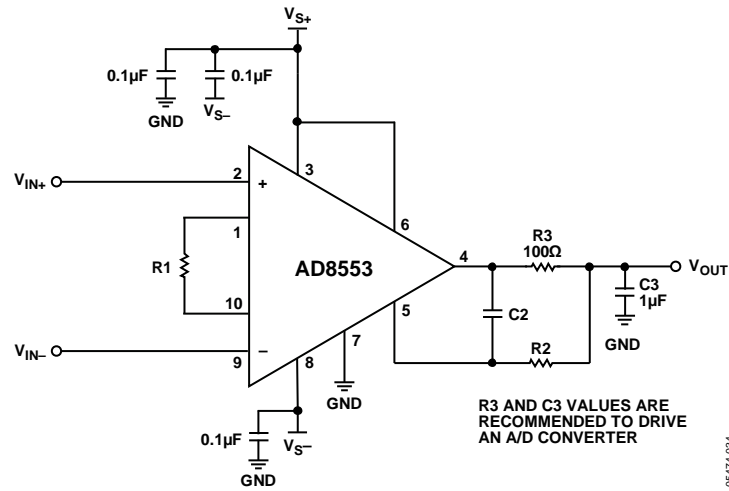 VS+
0.1µF
0.1µF
GND
VS–
3
VIN+
2
+
6
1
R3
100Ω
4
VOUT
R1
AD8553
C3
1µF
C2
5
10
R2
GND
7
VIN–
–
9
8
GND
R3 AND C3 VALUES ARE
RECOMMENDED TO DRIVE
AN A/D CONVERTER
0.1µF
VS–
GND
05474-024